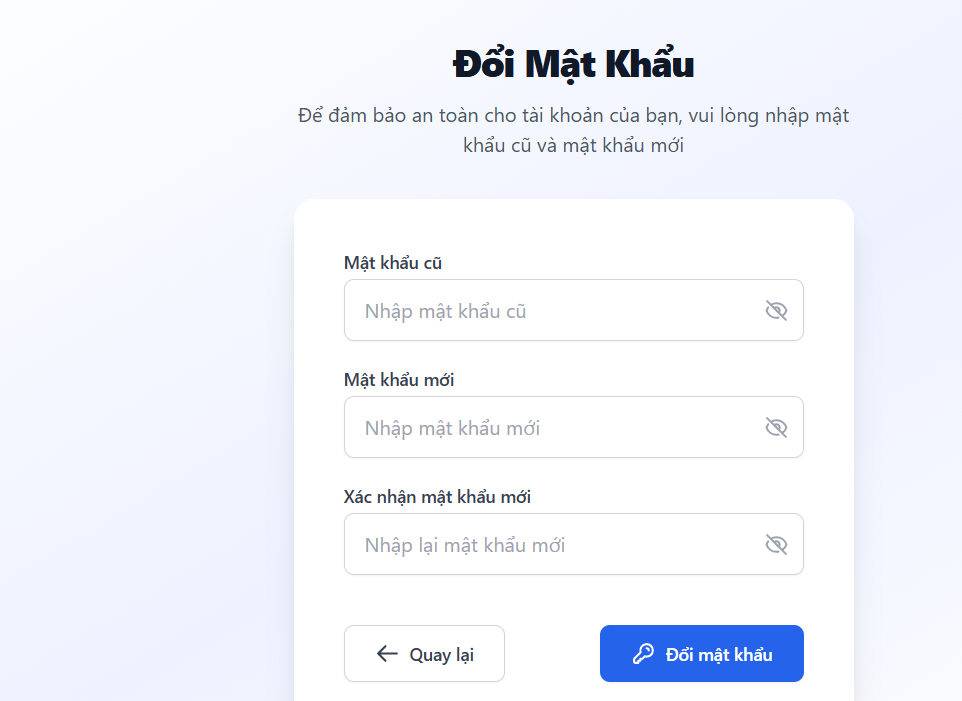 Đổi Mật Khẩu
Để đảm bảo an toàn cho tài khoản của bạn, vui lòng nhập mật
khẩu cũ và mật khẩu mới
Mật khẩu cũ
Nhập mật khẩu cũ
Mật khẩu mới
Nhập mật khẩu mới
Xác nhận mật khẩu mới
Nhập lại mật khẩu mới
Quay lại
Đổi mật khẩu